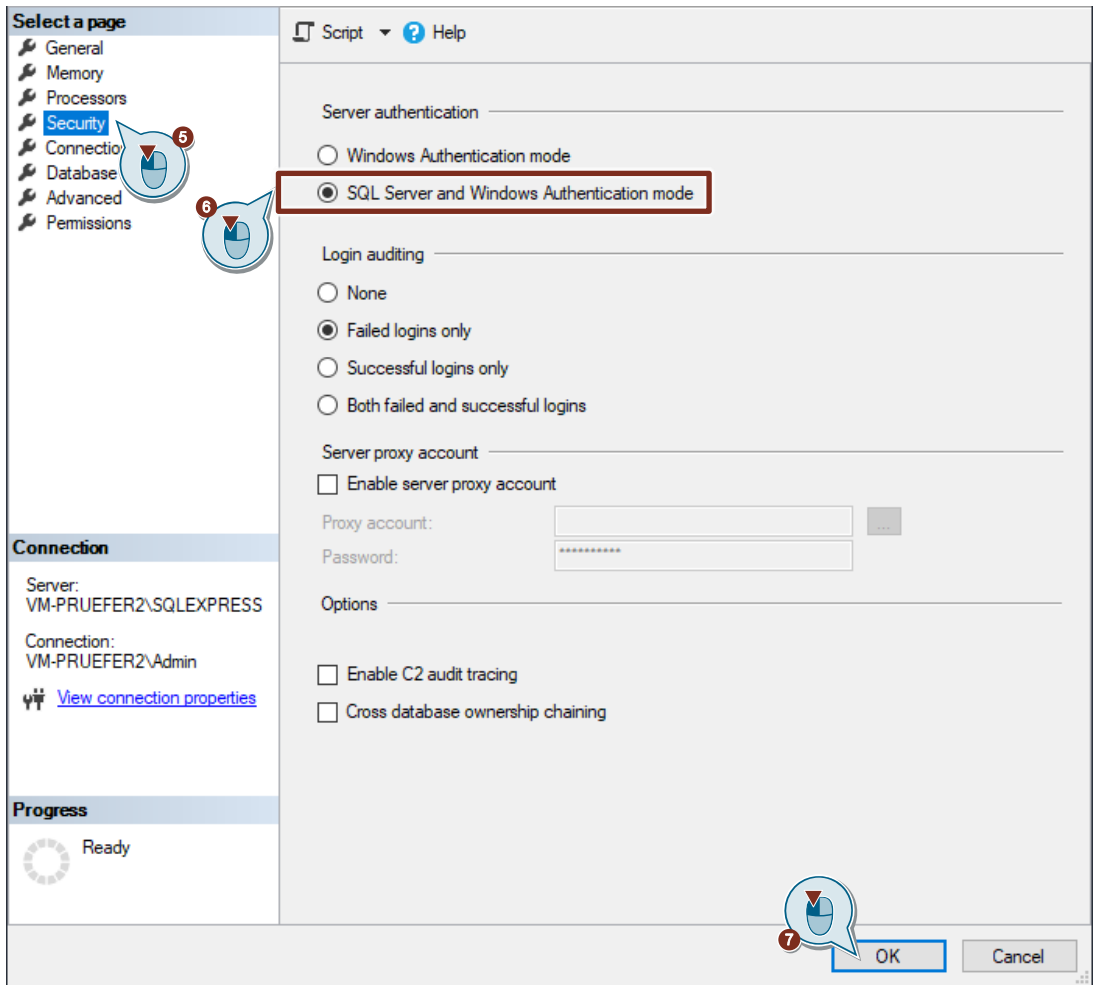 Select a page
General
Memory
Processors
Security
5
Connectio
Database
Advanced
6
Permissions
Script
Help
Server authentication
Windows Authentication mode
SQL Server and Windows Authentication mode
Login auditing
None
Failed logins only
Successful logins only
Both failed and successful logins
Server proxy account
Enable server proxy account
Proxy account:
...
Password:
**********
Options
Enable C2 audit tracing
Cross database ownership chaining
Connection
Server:
VM-PRUEFER2\SQLEXPRESS
Connection:
VM-PRUEFER2\Admin
View connection properties
Progress
Ready
7
OK
Cancel